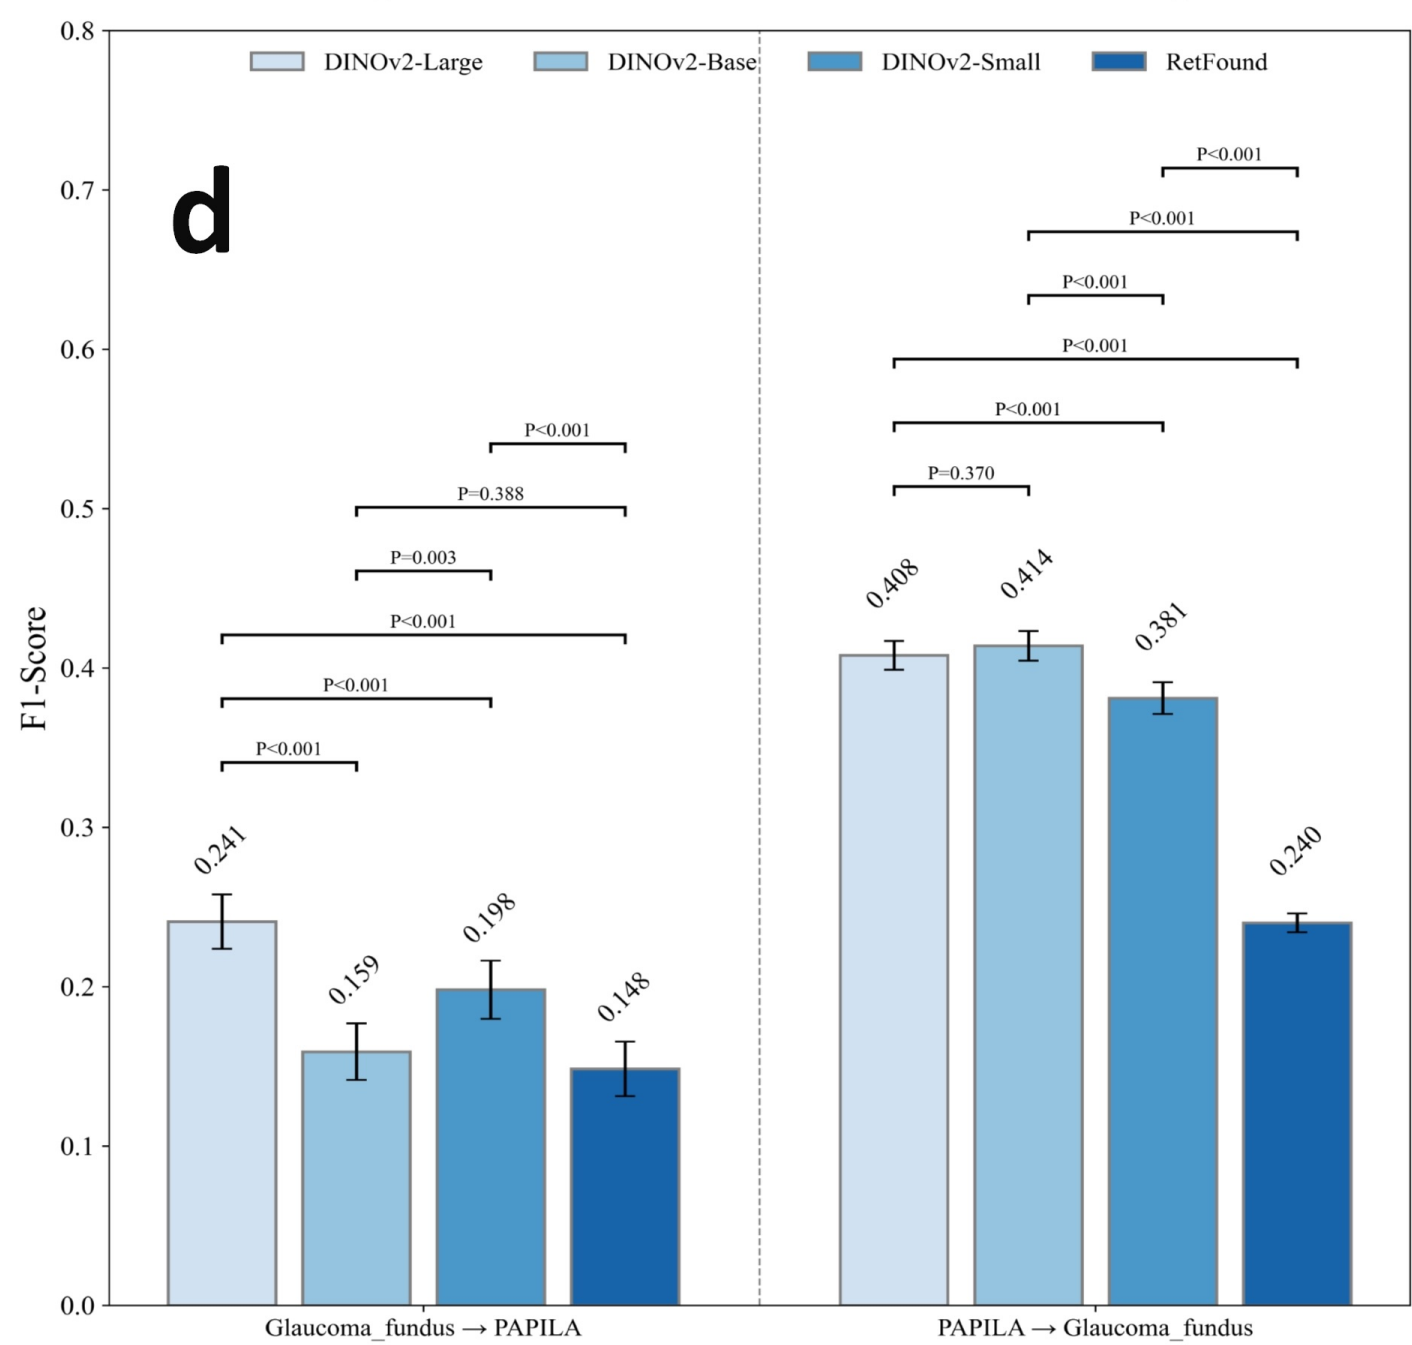 DINOv2-Large DINOv2-Base DINOv2-Small RetFound
d
F1-Score
0.8
0.7
0.6
0.5
0.4
0.3
0.2
0.1
0.0
P<0.001
P=0.388
P=0.003
P<0.001
P<0.001
P<0.001
0.241
0.159
0.198
0.148
Glaucoma_fundus → PAPILA
P<0.001
P<0.001
P<0.001
P<0.001
P<0.001
P=0.370
0.408
0.414
0.381
0.240
PAPILA → Glaucoma_fundus